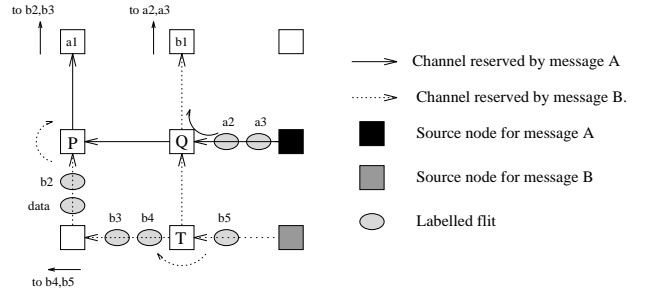 to b2,b3
to a2,a3
a1
b1
Channel reserved by message A
Channel reserved by message B.
a2
a3
P
Q
Source node for message A
b2
Source node for message B
data
b3
b4
b5
Labelled flit
T
to b4,b5